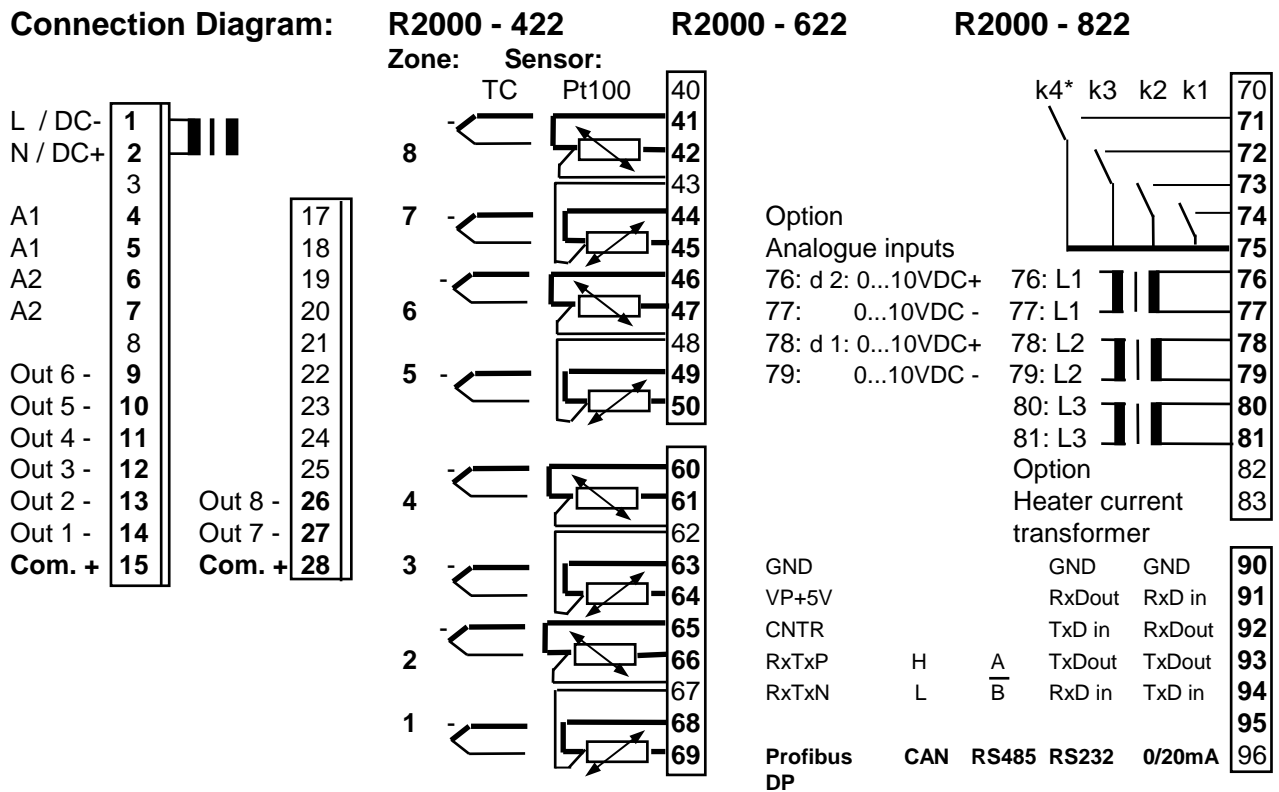 Connection Diagram: R2000 - 422 R2000 - 622 R2000 - 822
Zone: Sensor:
TC Pt100 40 k4* k3 k2 k1 70
L / DC- 1 - 41 71
N / DC+ 2 8 42 72
3 43 73
A1 4 17 7 - 44 Option 74
A1 5 18 45 Analogue inputs 75
A2 6 19 - 46 76: d 2: 0...10VDC+ 76: L1 76
A2 7 20 6 47 77: 0...10VDC - 77: L1 77
8 21 48 78: d 1: 0...10VDC+ 78: L2 78
Out 6 - 9 22 5 - 49 79: 0...10VDC - 79: L2 79
Out 5 - 10 23 50 80: L3 80
Out 4 - 11 24 81: L3 81
Out 3 - 12 25 - 60 Option 82
Out 2 - 13 Out 8 - 26 4 61 Heater current 83
Out 1 - 14 Out 7 - 27 62 transformer
Com. + 15 Com. + 28 3 - 63 GND GND GND 90
64 VP+5V RxDout RxD in 91
- 65 CNTR TxD in RxDout 92
2 66 RxTxP H A TxDout TxDout 93
67 RxTxN L B̅ RxD in TxD in 94
1 - 68 95
69 Profibus CAN RS485 RS232 0/20mA 96
DP